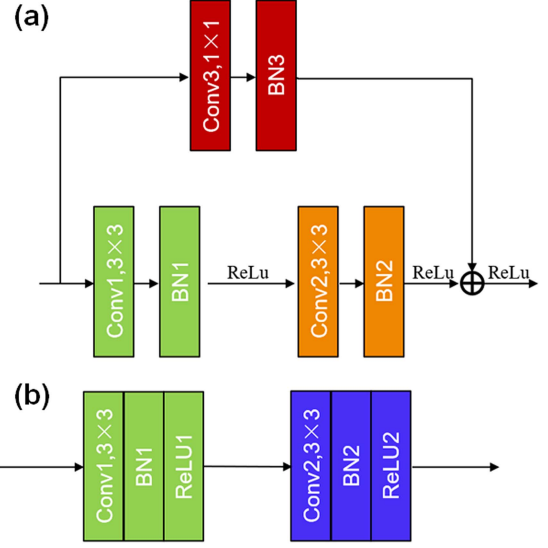 (a)
Conv3,1×1
BN3
Conv1,3×3
BN1
ReLu
Conv2,3×3
BN2
ReLu
ReLu
(b)
Conv1,3×3
BN1
ReLU1
Conv2,3×3
BN2
ReLU2